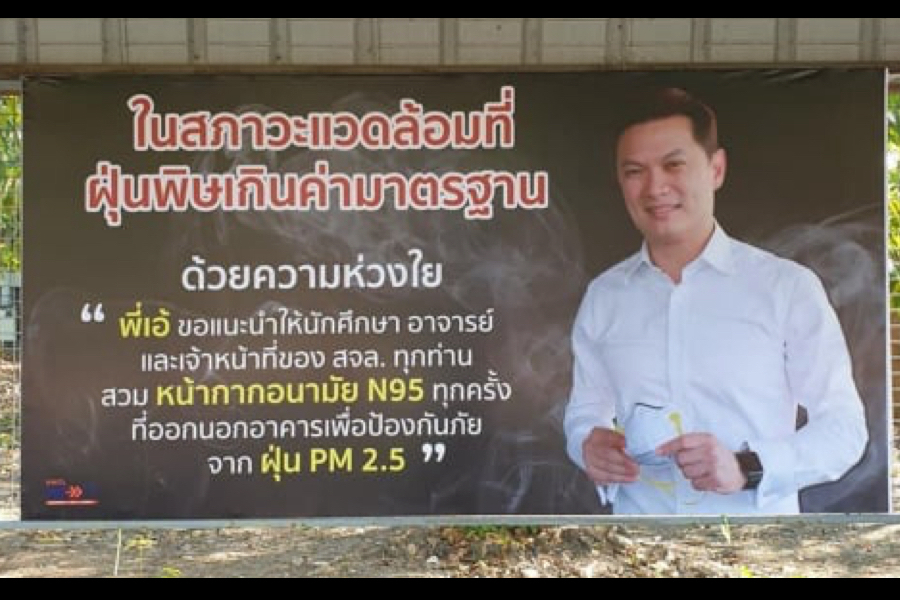 ในสภาวะแวดล้อมที่
ฝุ่นพิษเกินค่ามาตรฐาน
ด้วยความห่วงใย
“ พี่เอ้ ขอแนะนำให้นักศึกษา อาจารย์
และเจ้าหน้าที่ของ สจล. ทุกท่าน
สวม หน้ากากอนามัย N95 ทุกครั้ง
ที่ออกนอกอาคารเพื่อป้องกันภัย
จาก ฝุ่น PM 2.5 ”